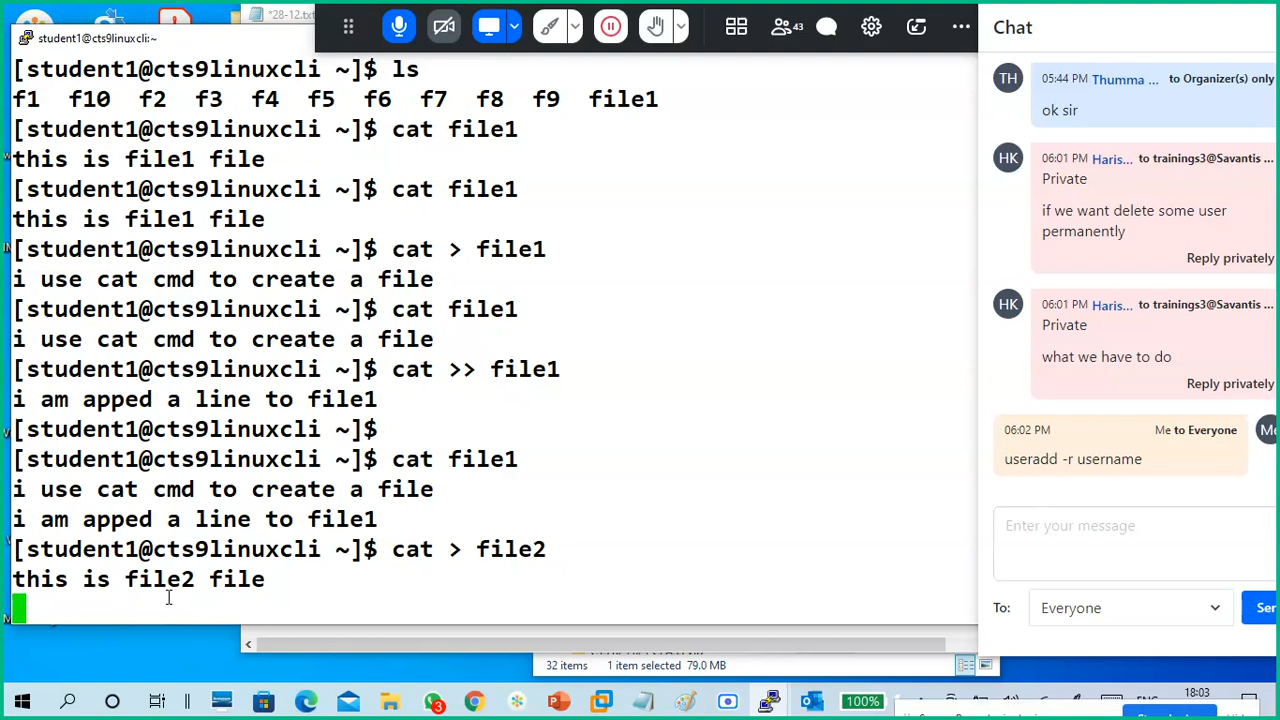 *28-12.txt
student1@cts9linuxcli:~
[student1@cts9linuxcli ~]$ ls
f1 f10 f2 f3 f4 f5 f6 f7 f8 f9 file1
[student1@cts9linuxcli ~]$ cat file1
this is file1 file
[student1@cts9linuxcli ~]$ cat file1
this is file1 file
[student1@cts9linuxcli ~]$ cat > file1
i use cat cmd to create a file
[student1@cts9linuxcli ~]$ cat file1
i use cat cmd to create a file
[student1@cts9linuxcli ~]$ cat >> file1
i am apped a line to file1
[student1@cts9linuxcli ~]$
[student1@cts9linuxcli ~]$ cat file1
i use cat cmd to create a file
i am apped a line to file1
[student1@cts9linuxcli ~]$ cat > file2
this is file2 file
43
Chat
TH
05:44 PM Thumma ... to Organizer(s) only
ok sir
HK
06:01 PM Haris... to trainings3@Savantis ...
Private
if we want delete some user
permanently
Reply privately
HK
06:01 PM Haris... to trainings3@Savantis ...
Private
what we have to do
Reply privately
06:02 PM Me to Everyone
Me
useradd -r username
Enter your message
To: Everyone
Sen
32 items 1 item selected 79.0 MB
3
100%
ENG
18:03